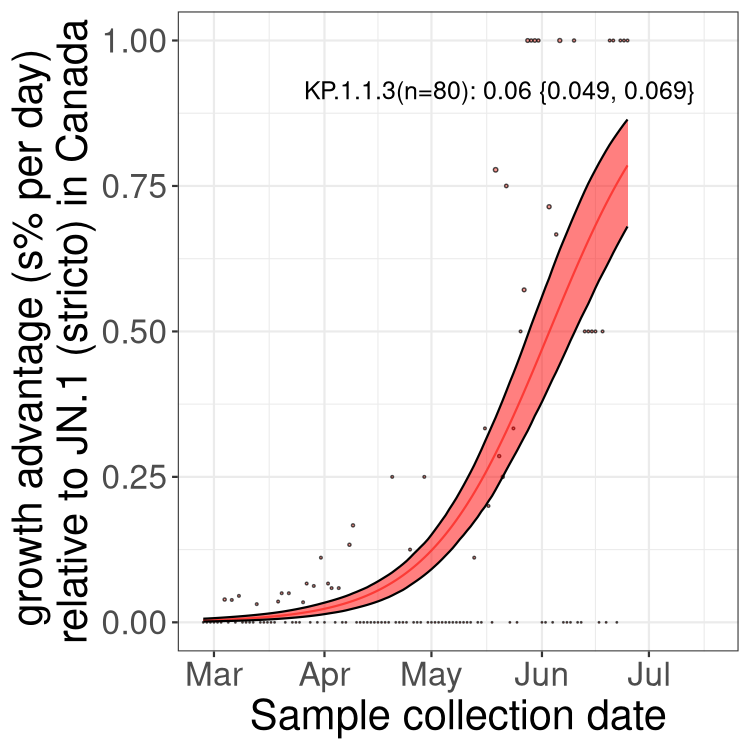 growth advantage (s% per day)
relative to JN.1 (stricto) in Canada
1.00
0.75
0.50
0.25
0.00
KP.1.1.3(n=80): 0.06 {0.049, 0.069}
Mar Apr May Jun Jul
Sample collection date